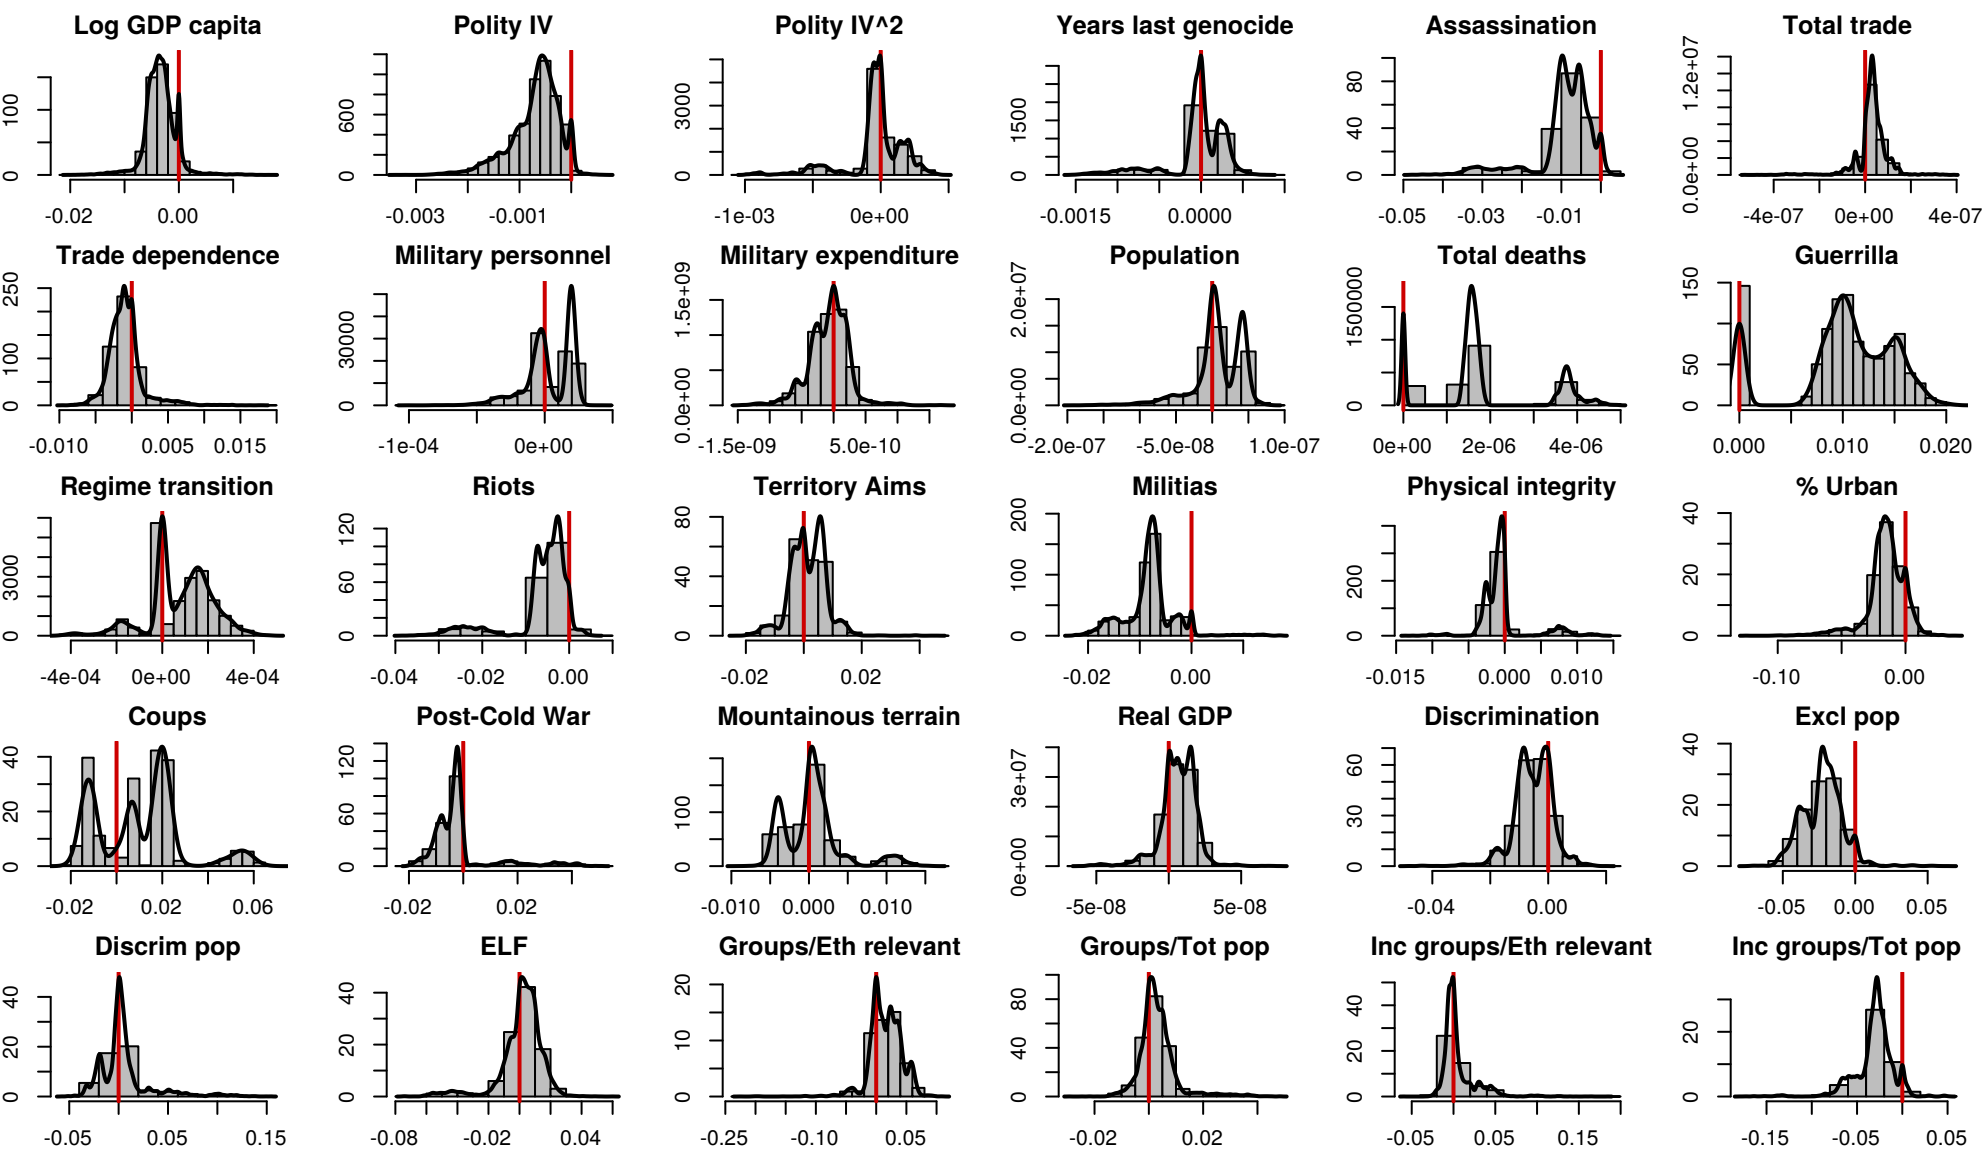 Log GDP capita Polity IV Polity IV^2 Years last genocide Assassination Total trade
0 100 0 600 0 3000 0 1500 0 40 80 0.0e+00 1.2e+07
-0.02 0.00 -0.003 -0.001 -1e-03 0e+00 -0.0015 0.0000 -0.05 -0.03 -0.01 -4e-07 0e+00 4e-07
Trade dependence Military personnel Military expenditure Population Total deaths Guerrilla
0 100 250 0 30000 0.0e+00 1.5e+09 0.0e+00 2.0e+07 0 1500000 0 50 150
-0.010 0.005 0.015 -1e-04 0e+00 -1.5e-09 5.0e-10 -2.0e-07 -5.0e-08 1.0e-07 0e+00 2e-06 4e-06 0.000 0.010 0.020
Regime transition Riots Territory Aims Militias Physical integrity % Urban
0 3000 0 60 120 0 40 80 0 100 200 0 200 0 20 40
-4e-04 0e+00 4e-04 -0.04 -0.02 0.00 -0.02 0.02 -0.02 0.00 -0.015 0.000 0.010 -0.10 0.00
Coups Post-Cold War Mountainous terrain Real GDP Discrimination Excl pop
0 20 40 0 60 120 0 100 0e+00 3e+07 0 30 60 0 20 40
-0.02 0.02 0.06 -0.02 0.02 -0.010 0.000 0.010 -5e-08 5e-08 -0.04 0.00 -0.05 0.00 0.05
Discrim pop ELF Groups/Eth relevant Groups/Tot pop Inc groups/Eth relevant Inc groups/Tot pop
0 20 40 0 20 40 0 10 20 0 40 80 0 20 40 0 20
-0.05 0.05 0.15 -0.08 -0.02 0.04 -0.25 -0.10 0.05 -0.02 0.02 -0.05 0.05 0.15 -0.15 -0.05 0.05